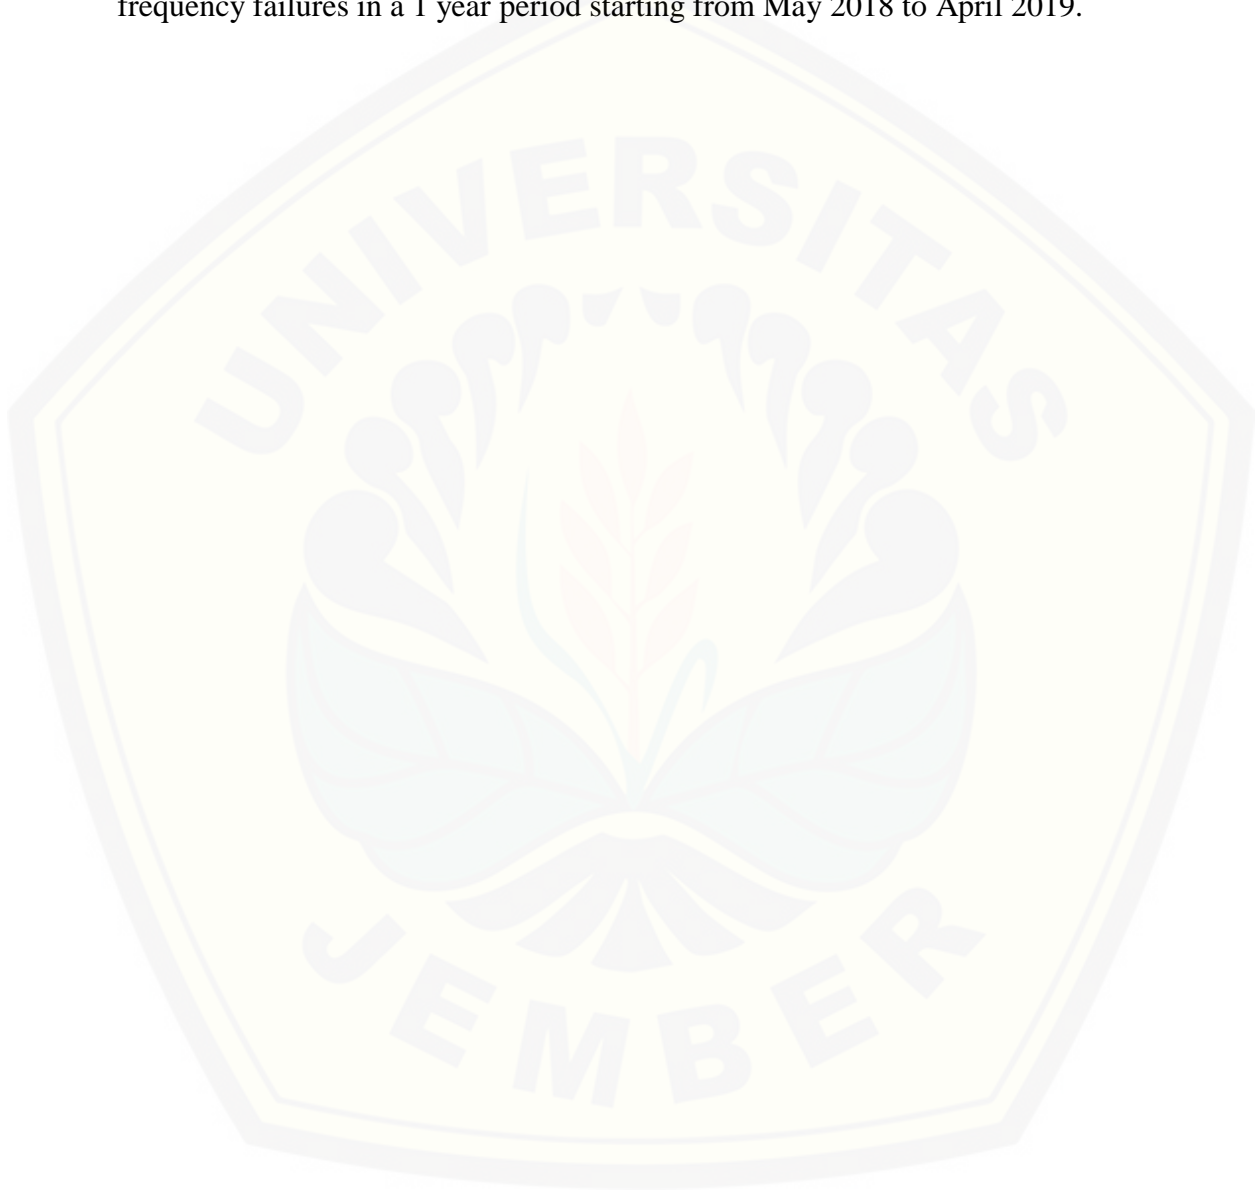 frequency failures in a 1 year period starting from May 2018 to April 2019.
UNIVERSITAS
JEMBER